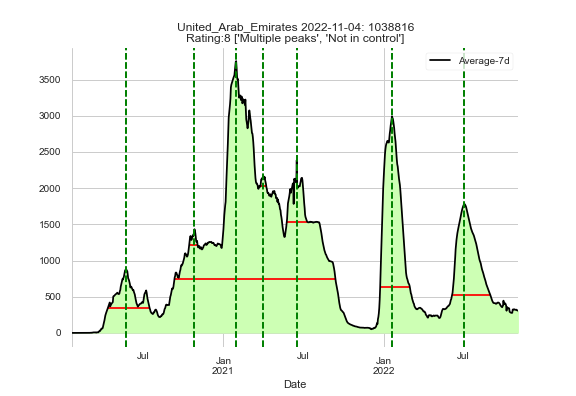 United_Arab_Emirates 2022-11-04: 1038816
Rating:8 ['Multiple peaks', 'Not in control']
Average-7d
3500
3000
2500
2000
1500
1000
500
0
Jul
Jan
2021
Jul
Jan
2022
Jul
Date